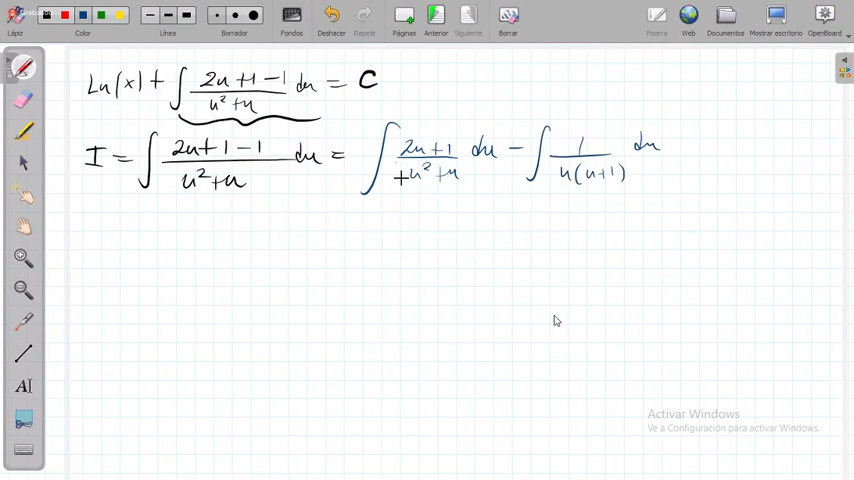 Lápiz Color Línea Borrador Fondos Deshacer Repetir Páginas Anterior Siguiente Borrar Pizarra Web Documentos Mostrar escritorio OpenBoard
Ln(x) + ∫ (2u+1-1)/(u²+u) du = C
I = ∫ (2u+1-1)/(u²+u) du = ∫ (2u+1)/(+u²+u) du - ∫ 1/(u(u+1)) du
AI
Activar Windows
Ve a Configuración para activar Windows.